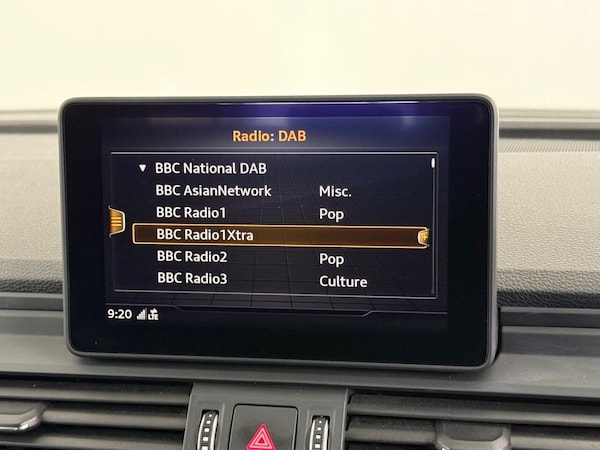 Radio: DAB
▼ BBC National DAB
BBC AsianNetwork Misc.
BBC Radio1 Pop
BBC Radio1Xtra
BBC Radio2 Pop
BBC Radio3 Culture
9:20 LTE